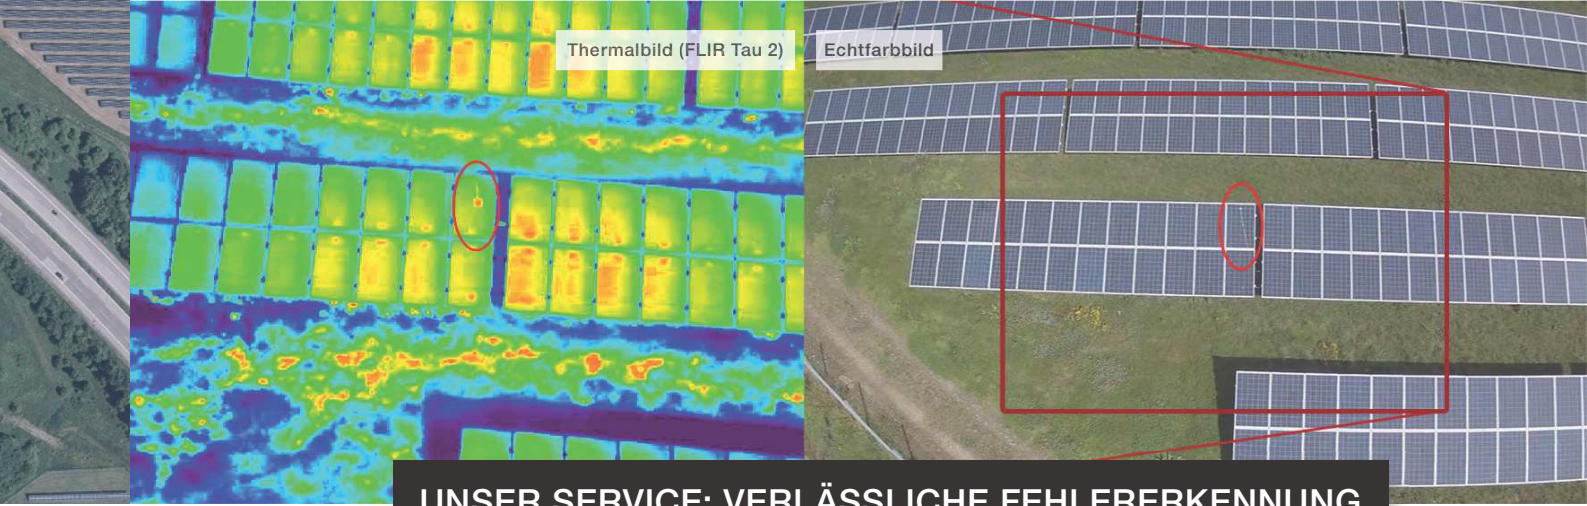 Thermalbild (FLIR Tau 2)
Echtfarbbild
UNSER SERVICE: VERLÄSSLICHE FEHLERERKENNUNG